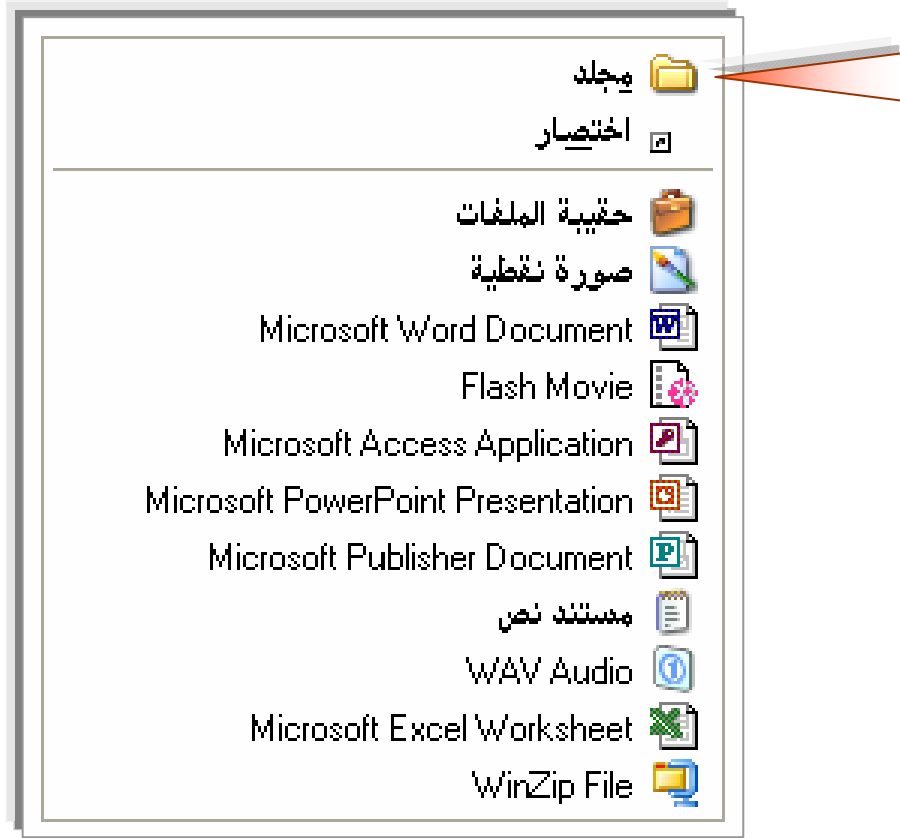 مجلد
اختصار
حقيبة الملفات
صورة نقطية
Microsoft Word Document
Flash Movie
Microsoft Access Application
Microsoft PowerPoint Presentation
Microsoft Publisher Document
مستند نص
WAV Audio
Microsoft Excel Worksheet
WinZip File